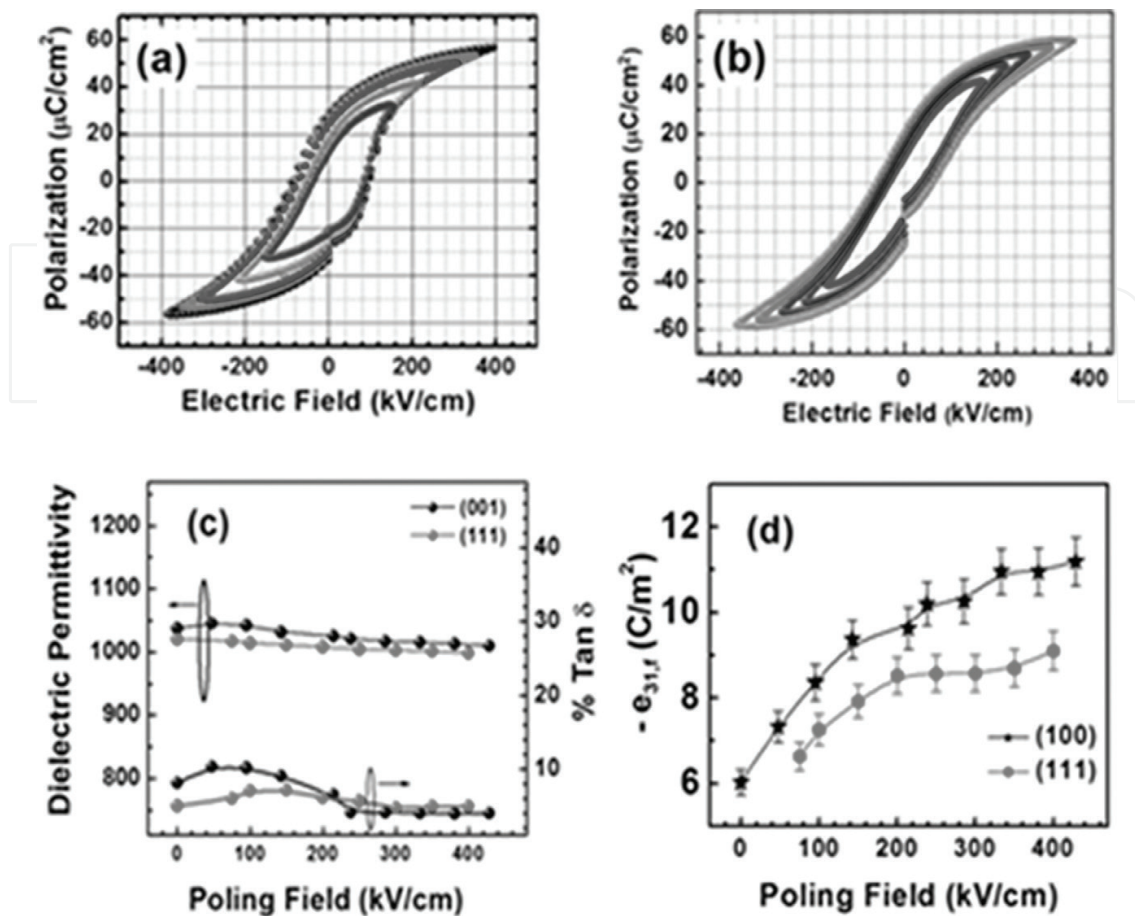 (a)
60
40
20
0
-20
-40
-60
Polarization (μC/cm²)
-400 -200 0 200 400
Electric Field (kV/cm)
(b)
60
40
20
0
-20
-40
-60
Polarization (μC/cm²)
-400 -200 0 200 400
Electric Field (kV/cm)
(c)
(001)
(111)
1200
1100
1000
900
800
Dielectric Permittivity
40
30
20
10
0
% Tan δ
0 100 200 300 400
Poling Field (kV/cm)
(d)
12
10
8
6
- e31,f (C/m²)
(100)
(111)
0 100 200 300 400
Poling Field (kV/cm)